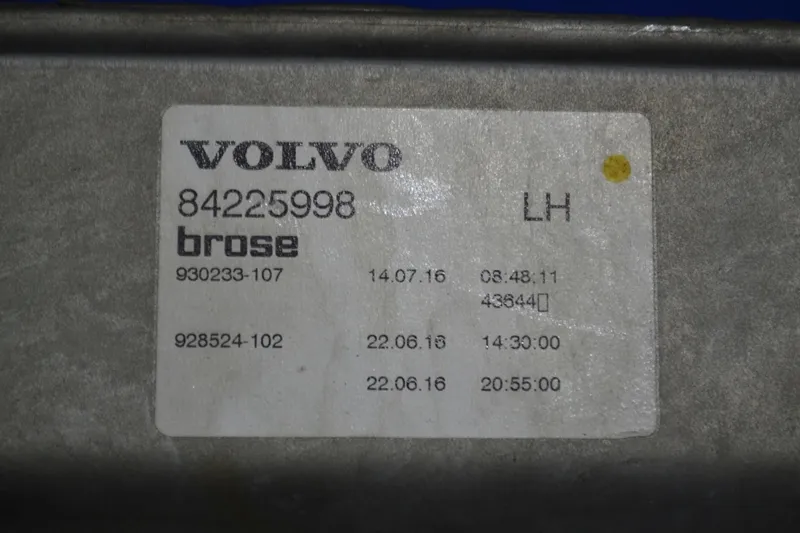 VOLVO
84225998 LH
brose
930233-107 14.07.16 08:48:11
43644
928524-102 22.06.16 14:30:00
22.06.16 20:55:00